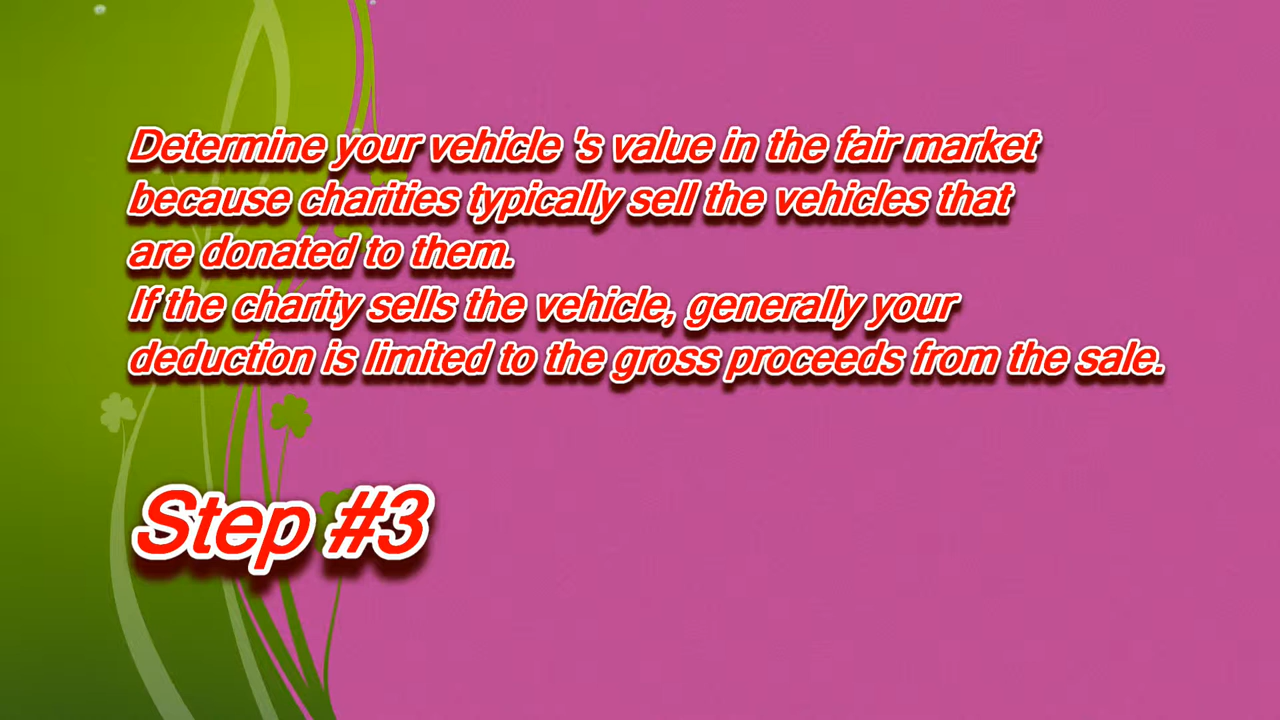 Determine your vehicle 's value in the fair market
because charities typically sell the vehicles that
are donated to them.
If the charity sells the vehicle, generally your
deduction is limited to the gross proceeds from the sale.
Step #3